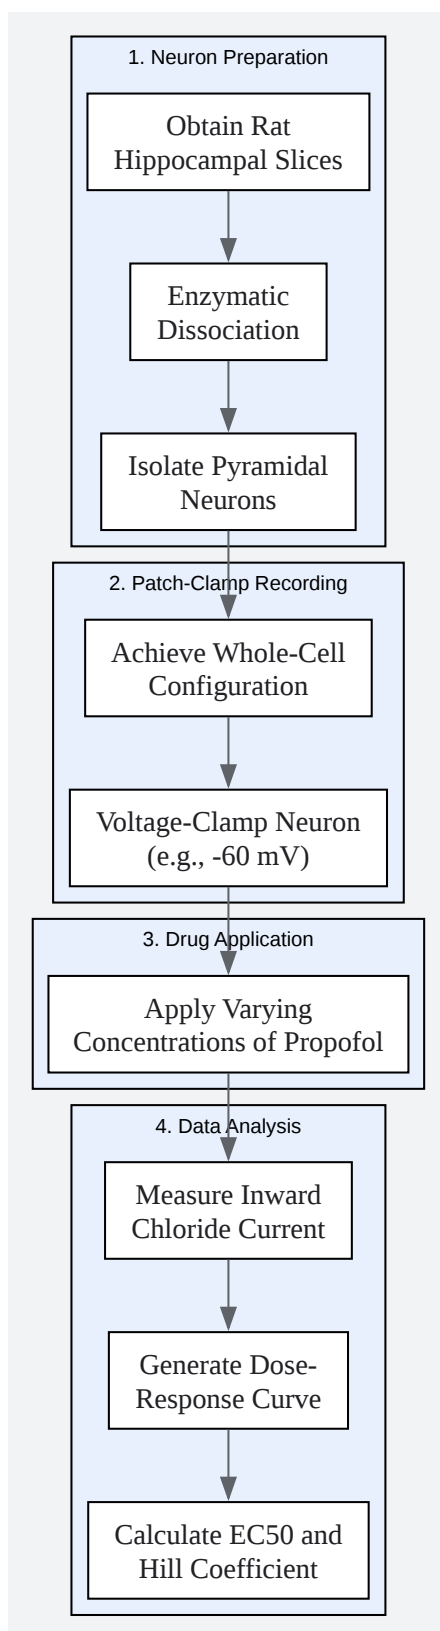 1. Neuron Preparation
Obtain Rat
Hippocampal Slices
Enzymatic
Dissociation
Isolate Pyramidal
Neurons
2. Patch-Clamp Recording
Achieve Whole-Cell
Configuration
Voltage-Clamp Neuron
(e.g., -60 mV)
3. Drug Application
Apply Varying
Concentrations of Propofol
4. Data Analysis
Measure Inward
Chloride Current
Generate Dose-
Response Curve
Calculate EC50 and
Hill Coefficient